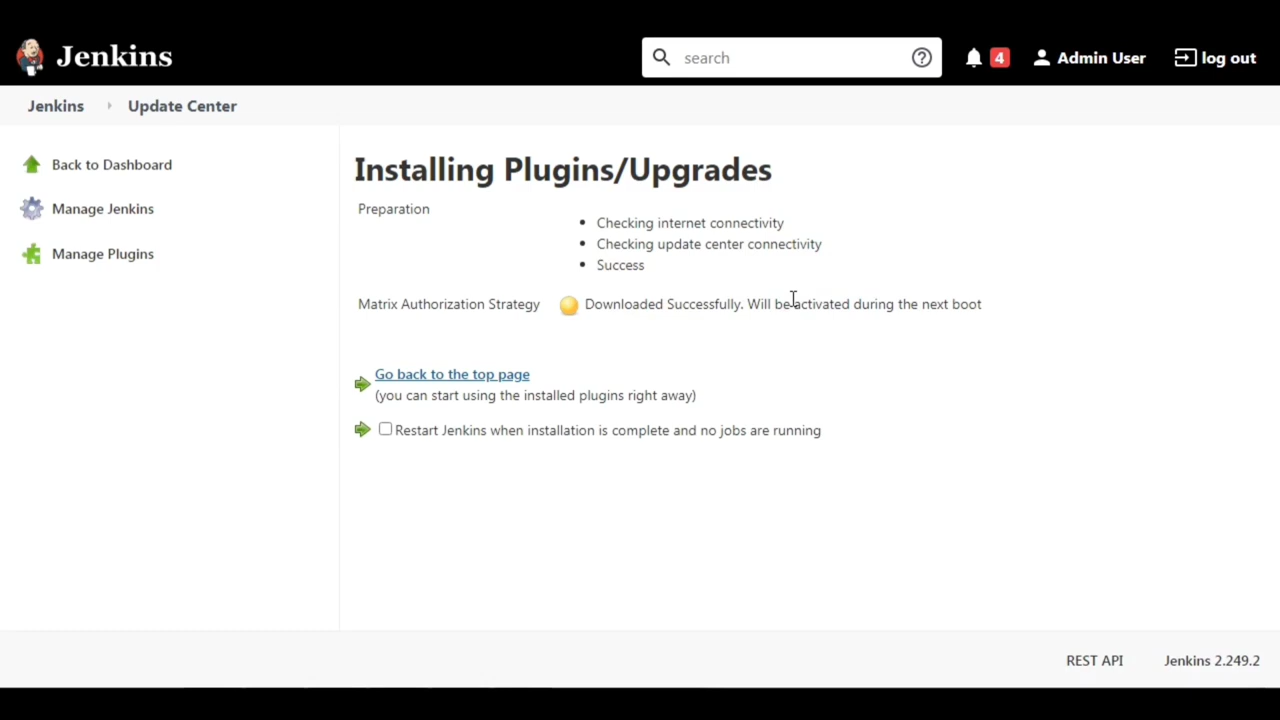 Jenkins
search
4
Admin User
log out
Jenkins
Update Center
Back to Dashboard
Manage Jenkins
Manage Plugins
Installing Plugins/Upgrades
Preparation
Checking internet connectivity
Checking update center connectivity
Success
Matrix Authorization Strategy
Downloaded Successfully. Will be activated during the next boot
Go back to the top page
(you can start using the installed plugins right away)
Restart Jenkins when installation is complete and no jobs are running
REST API
Jenkins 2.249.2